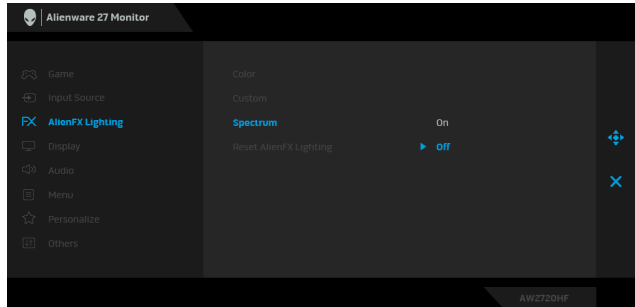 Alienware 27 Monitor
Game
Color
Input Source
Custom
FX AlienFX Lighting
Spectrum
On
Display
Reset AlienFX Lighting
Off
Audio
Menu
Personalize
Others
AW2720HF